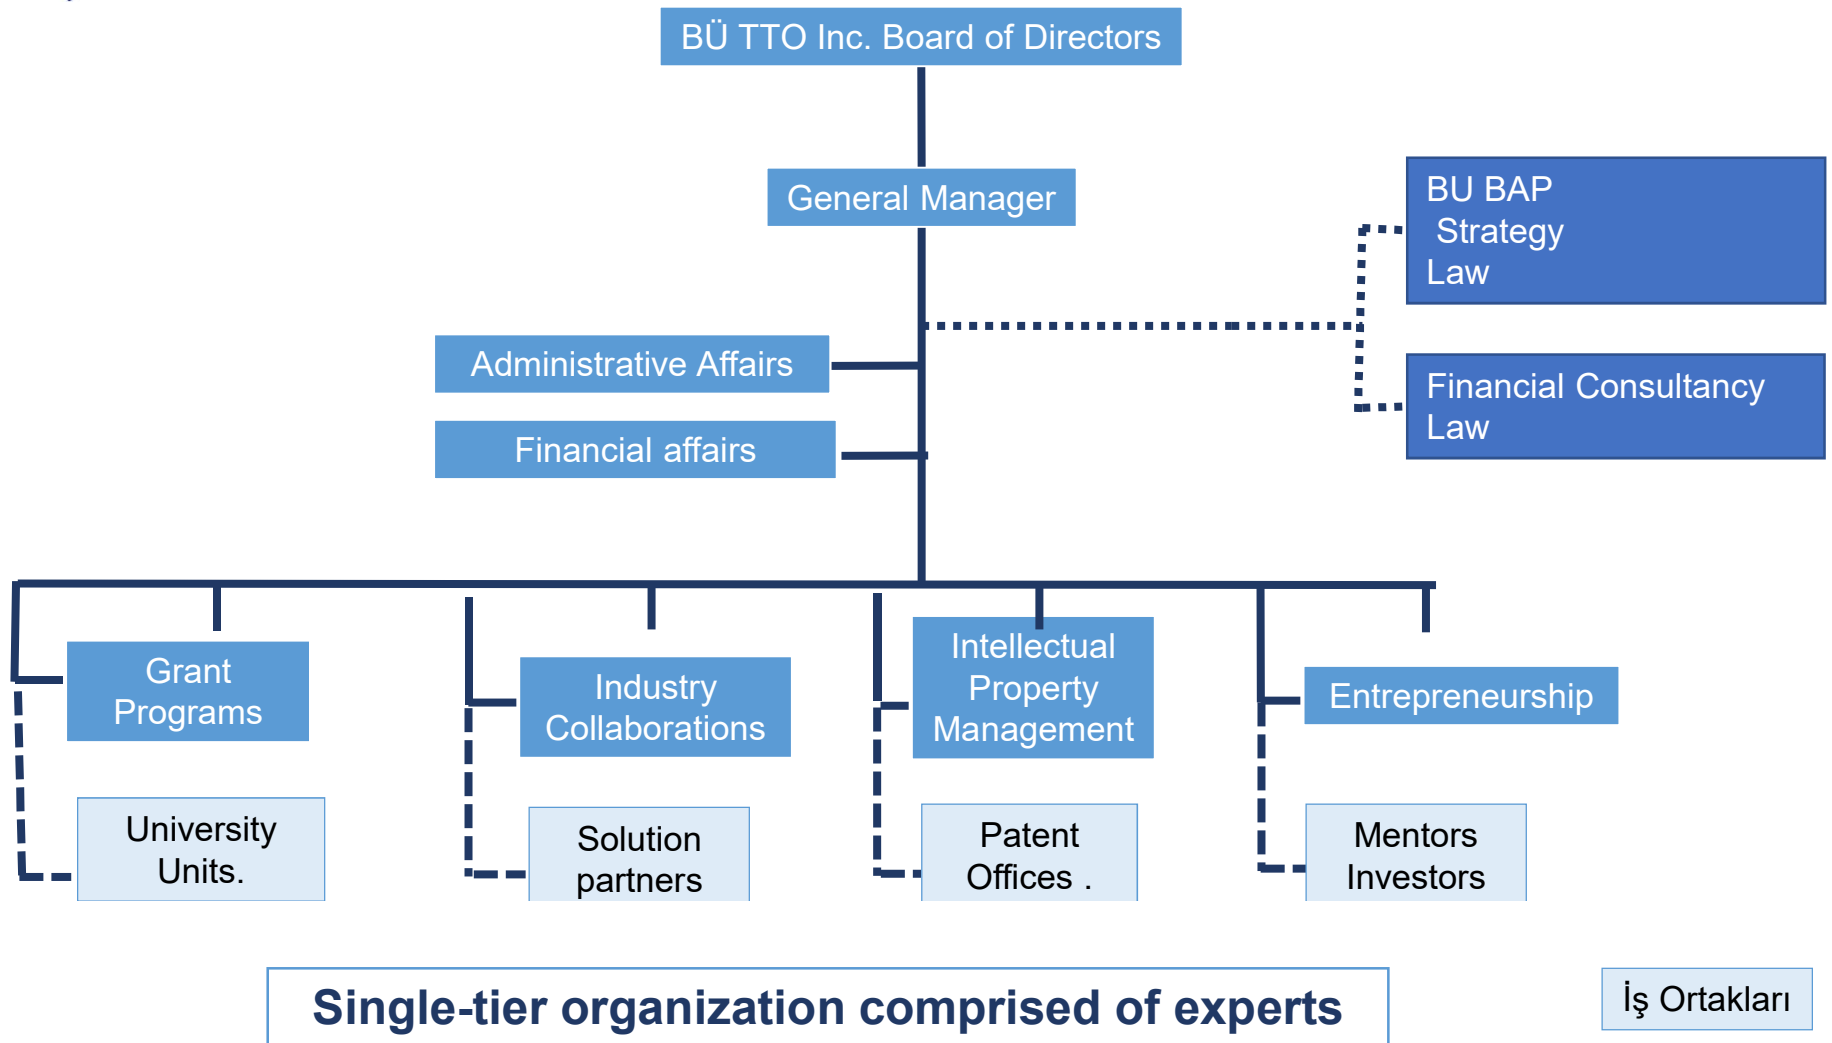 BÜ TTO Inc. Board of Directors
General Manager
BU BAP
Strategy
Law
Administrative Affairs
Financial Consultancy
Law
Financial affairs
Grant
Programs
Industry
Collaborations
Intellectual
Property
Management
Entrepreneurship
University
Units.
Solution
partners
Patent
Offices .
Mentors
Investors
Single-tier organization comprised of experts
İş Ortakları